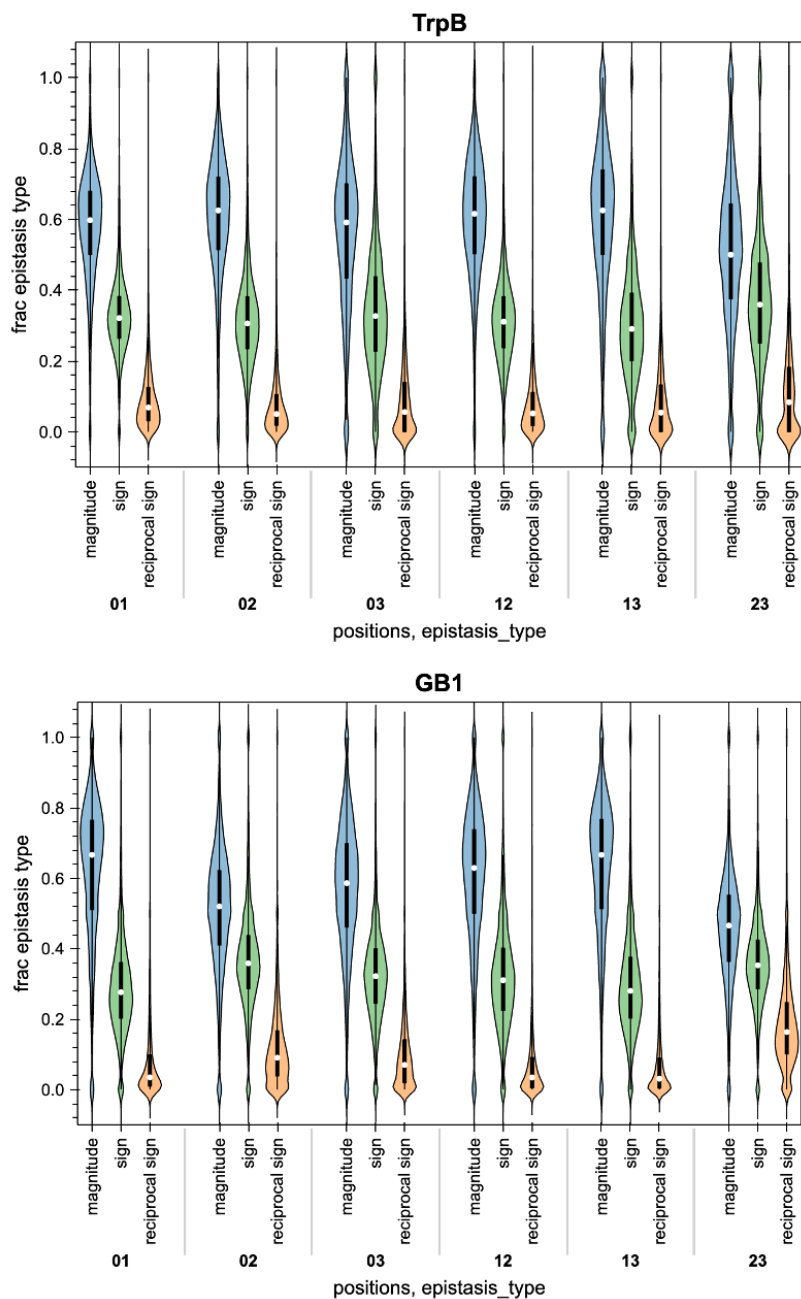 TrpB
frac epistasis type
1.0
0.8
0.6
0.4
0.2
0.0
magnitude sign reciprocal sign magnitude sign reciprocal sign magnitude sign reciprocal sign magnitude sign reciprocal sign magnitude sign reciprocal sign magnitude sign reciprocal sign
01 02 03 12 13 23
positions, epistasis_type
GB1
frac epistasis type
1.0
0.8
0.6
0.4
0.2
0.0
magnitude sign reciprocal sign magnitude sign reciprocal sign magnitude sign reciprocal sign magnitude sign reciprocal sign magnitude sign reciprocal sign magnitude sign reciprocal sign
01 02 03 12 13 23
positions, epistasis_type